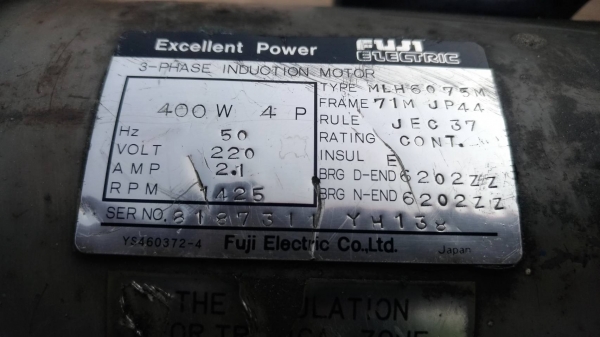 Excellent Power FUJI ELECTRIC
3-PHASE INDUCTION MOTOR
400W 4 P
Hz 50
VOLT 220
AMP 2.1
RPM 1425
TYPE MLH6075M
FRAME 71M JP44
RULE JEC 37
RATING CONT.
INSUL E
BRG D-END 6202ZZ
BRG N-END 6202ZZ
SER NO. YH138
YS460372-4 Fuji Electric Co.,Ltd. Japan
THE
ZONE